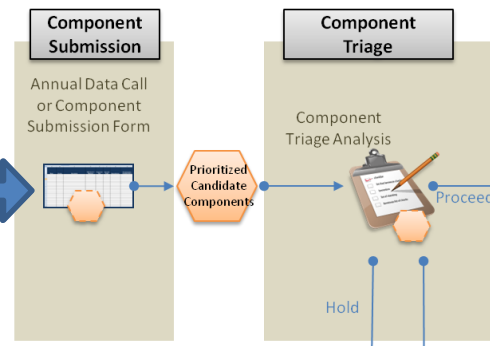 Component
Submission
Component
Triage
Annual Data Call
or Component
Submission Form
Component
Triage Analysis
Prioritized
Candidate
Components
Proceed
Hold